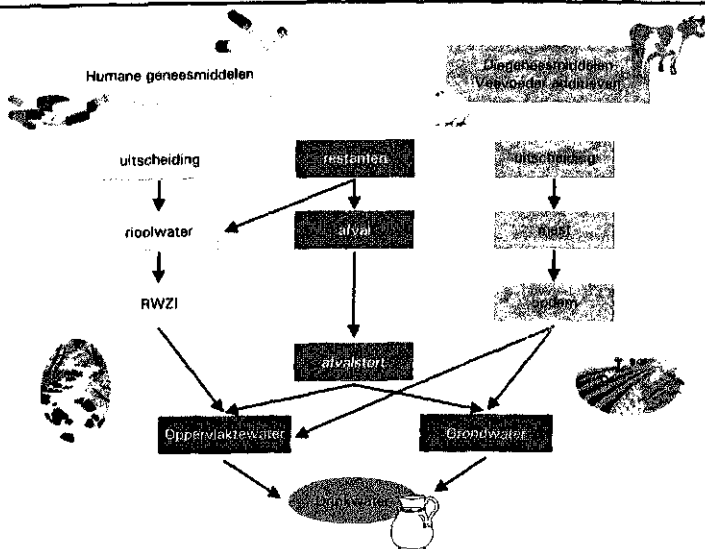 Humane geneesmiddelen
Diergeneesmiddelen
Veevoeder additieven
uitscheiding
restanten
uitscheiding
rioolwater
afval
mest
RWZI
bodem
afvalstort
Oppervlaktewater
Grondwater
Drinkwater